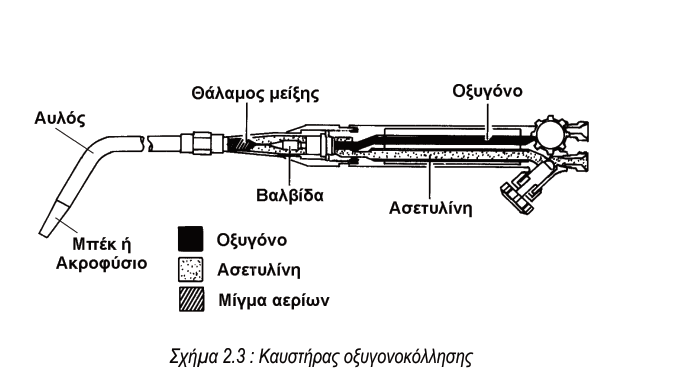 Θάλαμος μείξης
Οξυγόνο
Αυλός
Βαλβίδα
Ασετυλίνη
Μπέκ ή
Ακροφύσιο
Οξυγόνο
Ασετυλίνη
Μίγμα αερίων
Σχήμα 2.3 : Καυστήρας οξυγονοκόλλησης